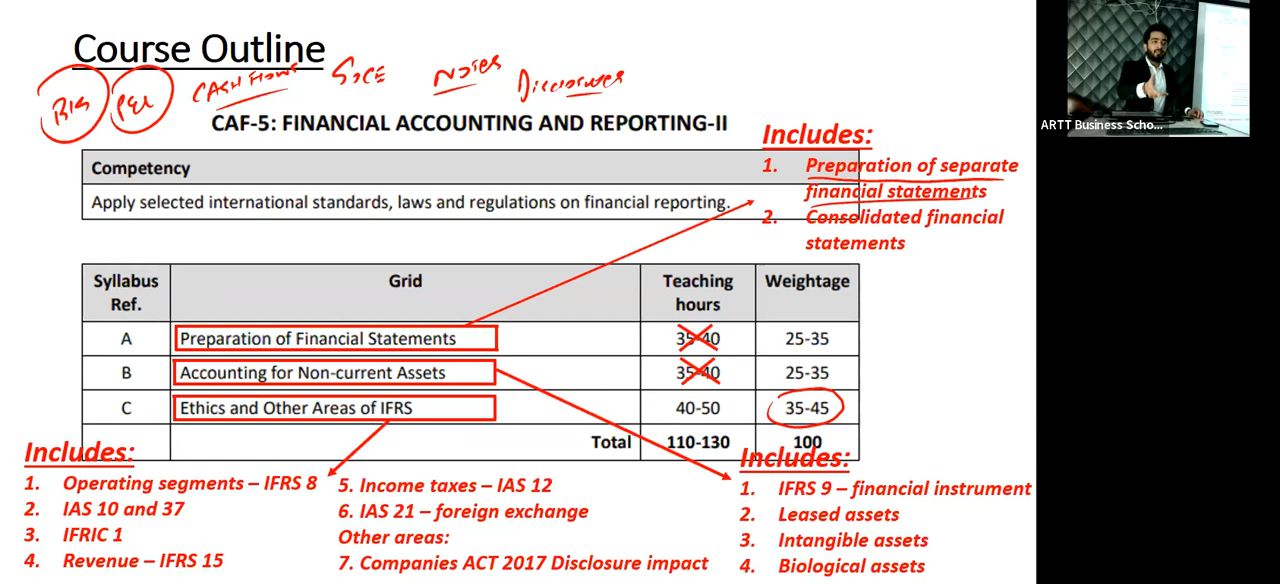 Course Outline
B/S P&L CASH FLOWS SOCE NOTES DISCLOSURES
CAF-5: FINANCIAL ACCOUNTING AND REPORTING-II
Competency
Apply selected international standards, laws and regulations on financial reporting.
Includes:
1. Preparation of separate
financial statements
2. Consolidated financial
statements
Syllabus Ref. Grid Teaching hours Weightage
A Preparation of Financial Statements 35-40 25-35
B Accounting for Non-current Assets 35-40 25-35
C Ethics and Other Areas of IFRS 40-50 35-45
Total 110-130 100
Includes:
1. Operating segments – IFRS 8
2. IAS 10 and 37
3. IFRIC 1
4. Revenue – IFRS 15
5. Income taxes – IAS 12
6. IAS 21 – foreign exchange
Other areas:
7. Companies ACT 2017 Disclosure impact
Includes:
1. IFRS 9 – financial instrument
2. Leased assets
3. Intangible assets
4. Biological assets
ARTT Business Scho...